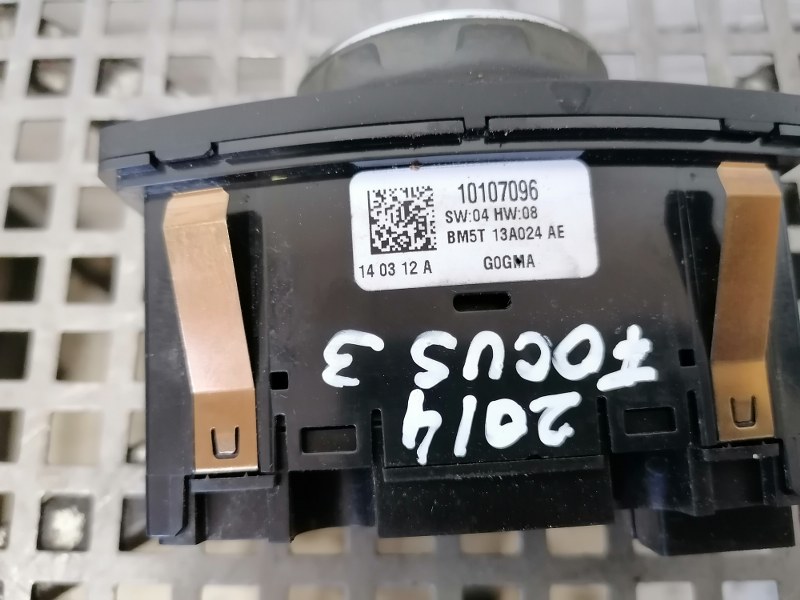 10107096
SW:04 HW:08
BM5T 13A024 AE
14 03 12 A
G0GMA
FOCUS 3
2014